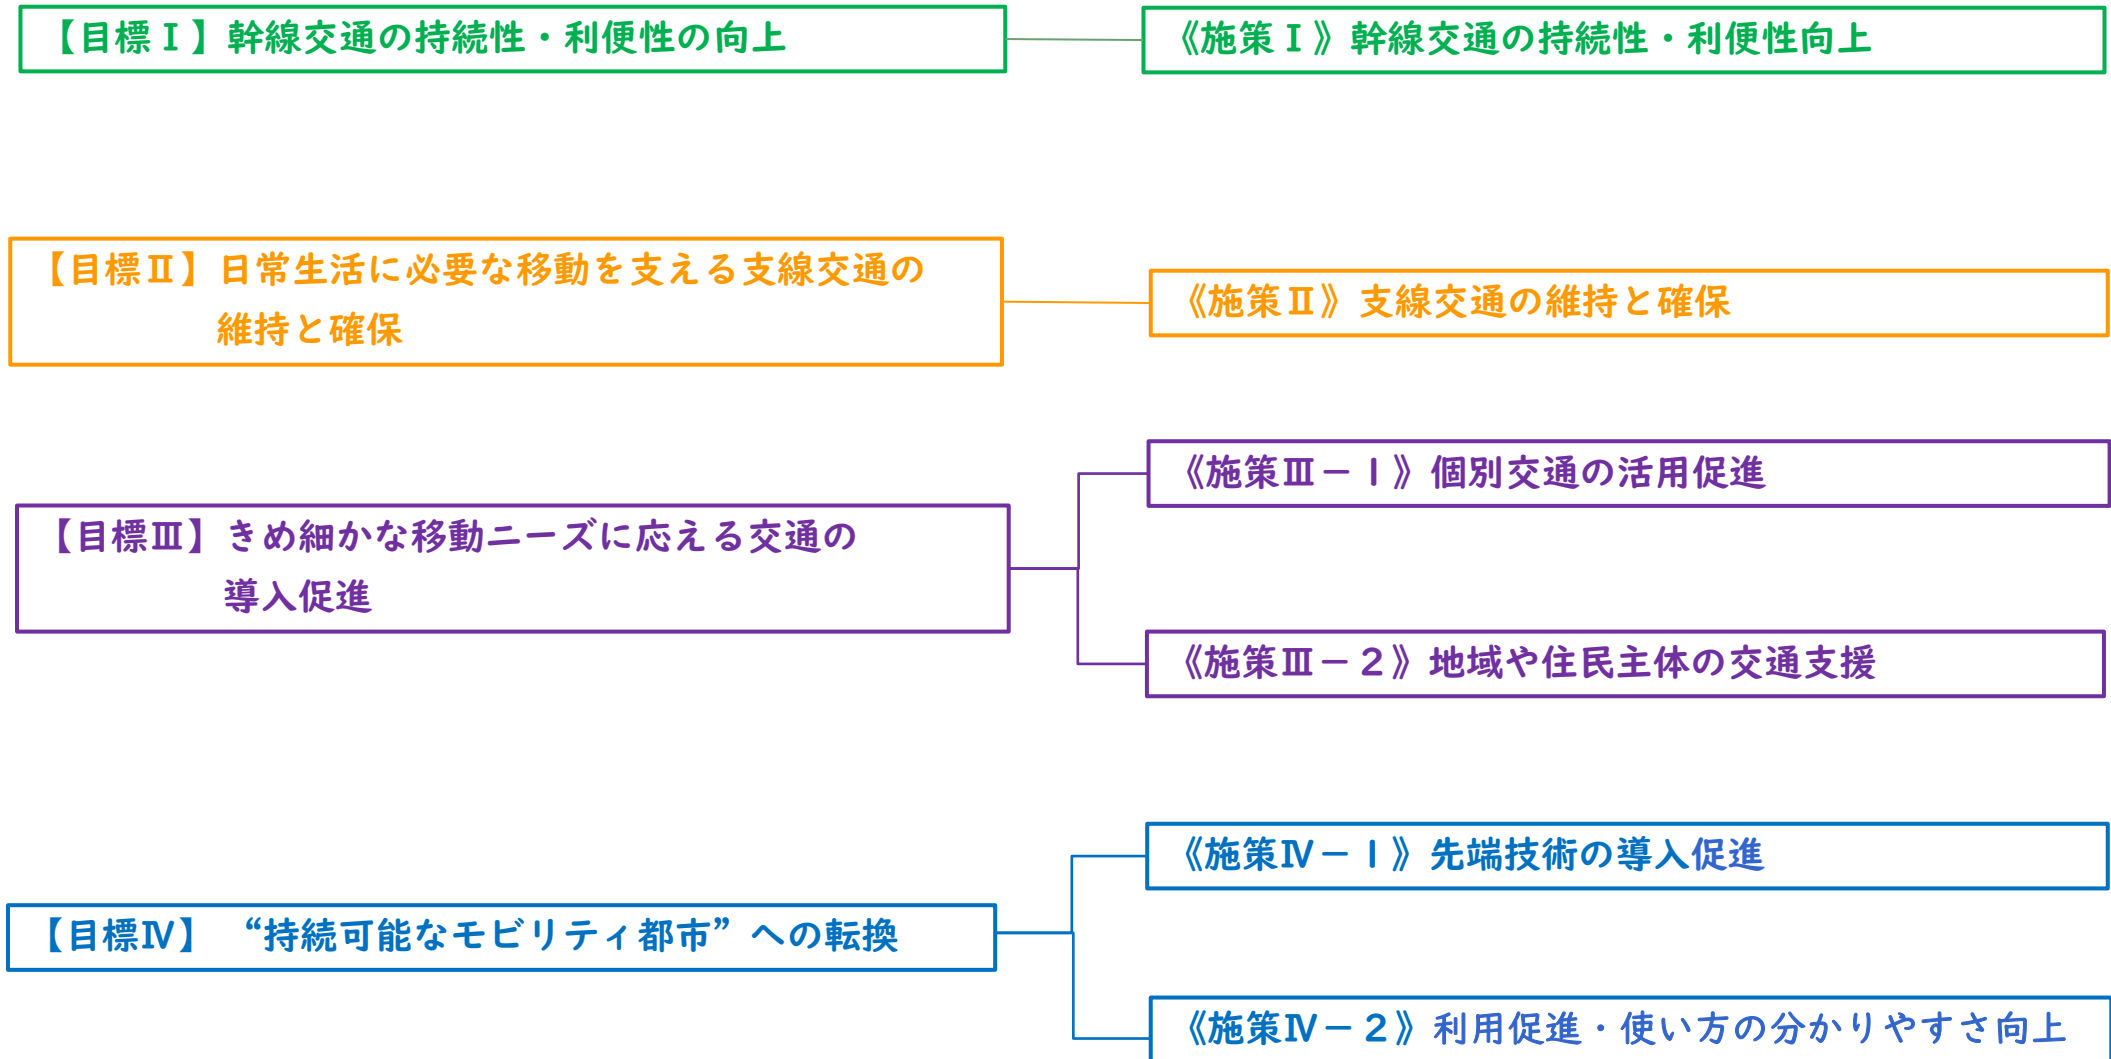 【目標Ⅰ】幹線交通の持続性・利便性の向上
《施策Ⅰ》幹線交通の持続性・利便性向上
【目標Ⅱ】日常生活に必要な移動を支える支線交通の
維持と確保
《施策Ⅱ》支線交通の維持と確保
【目標Ⅲ】きめ細かな移動ニーズに応える交通の
導入促進
《施策Ⅲ－１》個別交通の活用促進
《施策Ⅲ－２》地域や住民主体の交通支援
【目標Ⅳ】 “持続可能なモビリティ都市”への転換
《施策Ⅳ－１》先端技術の導入促進
《施策Ⅳ－２》利用促進・使い方の分かりやすさ向上